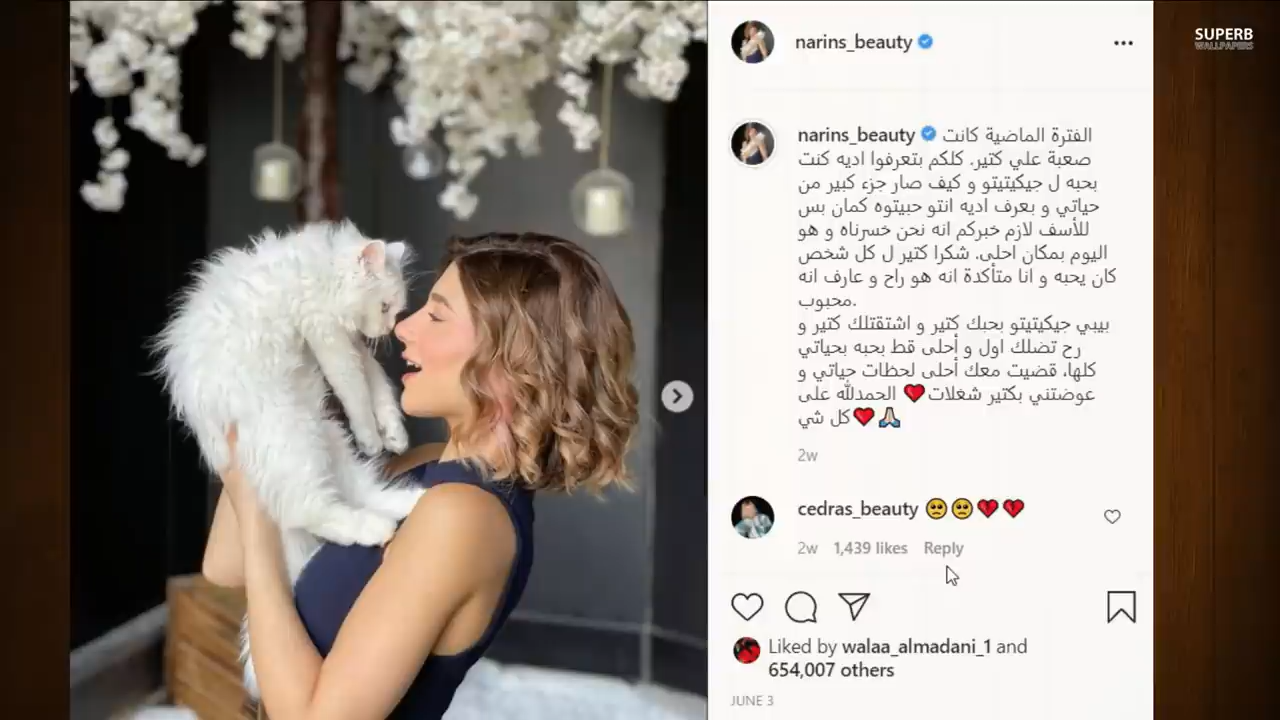 SUPERB
WALLPAPERS
narins_beauty
narins_beauty الفترة الماضية كانت
صعبة علي كتير. كلكم بتعرفوا اديه كنت
بحبه ل جيكيتيتو و كيف صار جزء كبير من
حياتي و بعرف اديه انتو حبيتوه كمان بس
للأسف لازم خبركم انه نحن خسرناه و هو
اليوم بمكان احلى. شكرا كتير ل كل شخص
كان يحبه و انا متأكدة انه هو راح و عارف انه
محبوب.
بيبي جيكيتيتو بحبك كتير و اشتقتلك كتير و
رح تضلك اول و أحلى قط بحبه بحياتي
كلها، قضيت معك أحلى لحظات حياتي و
عوضتني بكتير شغلات❤️ الحمدلله على
كل شي❤️🙏🏻
2w
cedras_beauty 🥺🥺💔💔
2w 1,439 likes Reply
Liked by walaa_almadani_1 and
654,007 others
JUNE 3